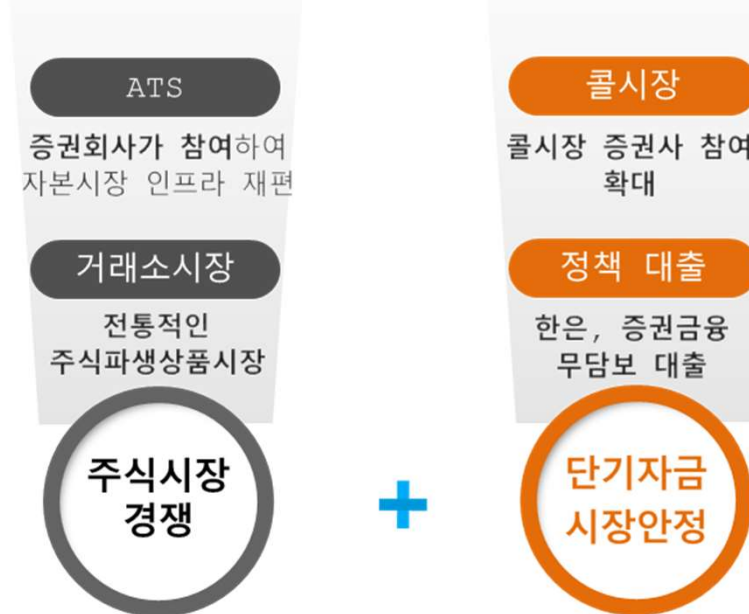 ATS
증권회사가 참여하여
자본시장 인프라 재편
거래소시장
전통적인
주식파생상품시장
주식시장
경쟁
+
콜시장
콜시장 증권사 참여
확대
정책 대출
한은, 증권금융
무담보 대출
단기자금
시장안정